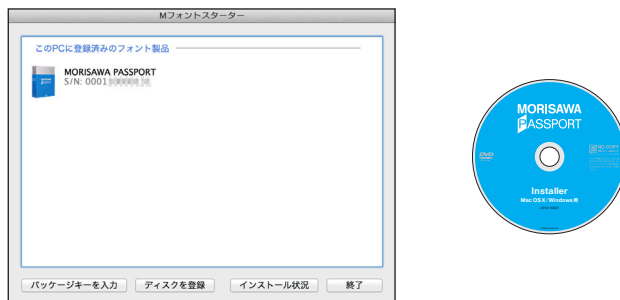 Mフォントスターター
このPCに登録済みのフォント製品
MORISAWA PASSPORT
S/N: 0001
パッケージキーを入力
ディスクを登録
インストール状況
終了
MORISAWA
PASSPORT
DVD
NO COPY
Installer
Mac OSX/Windows用